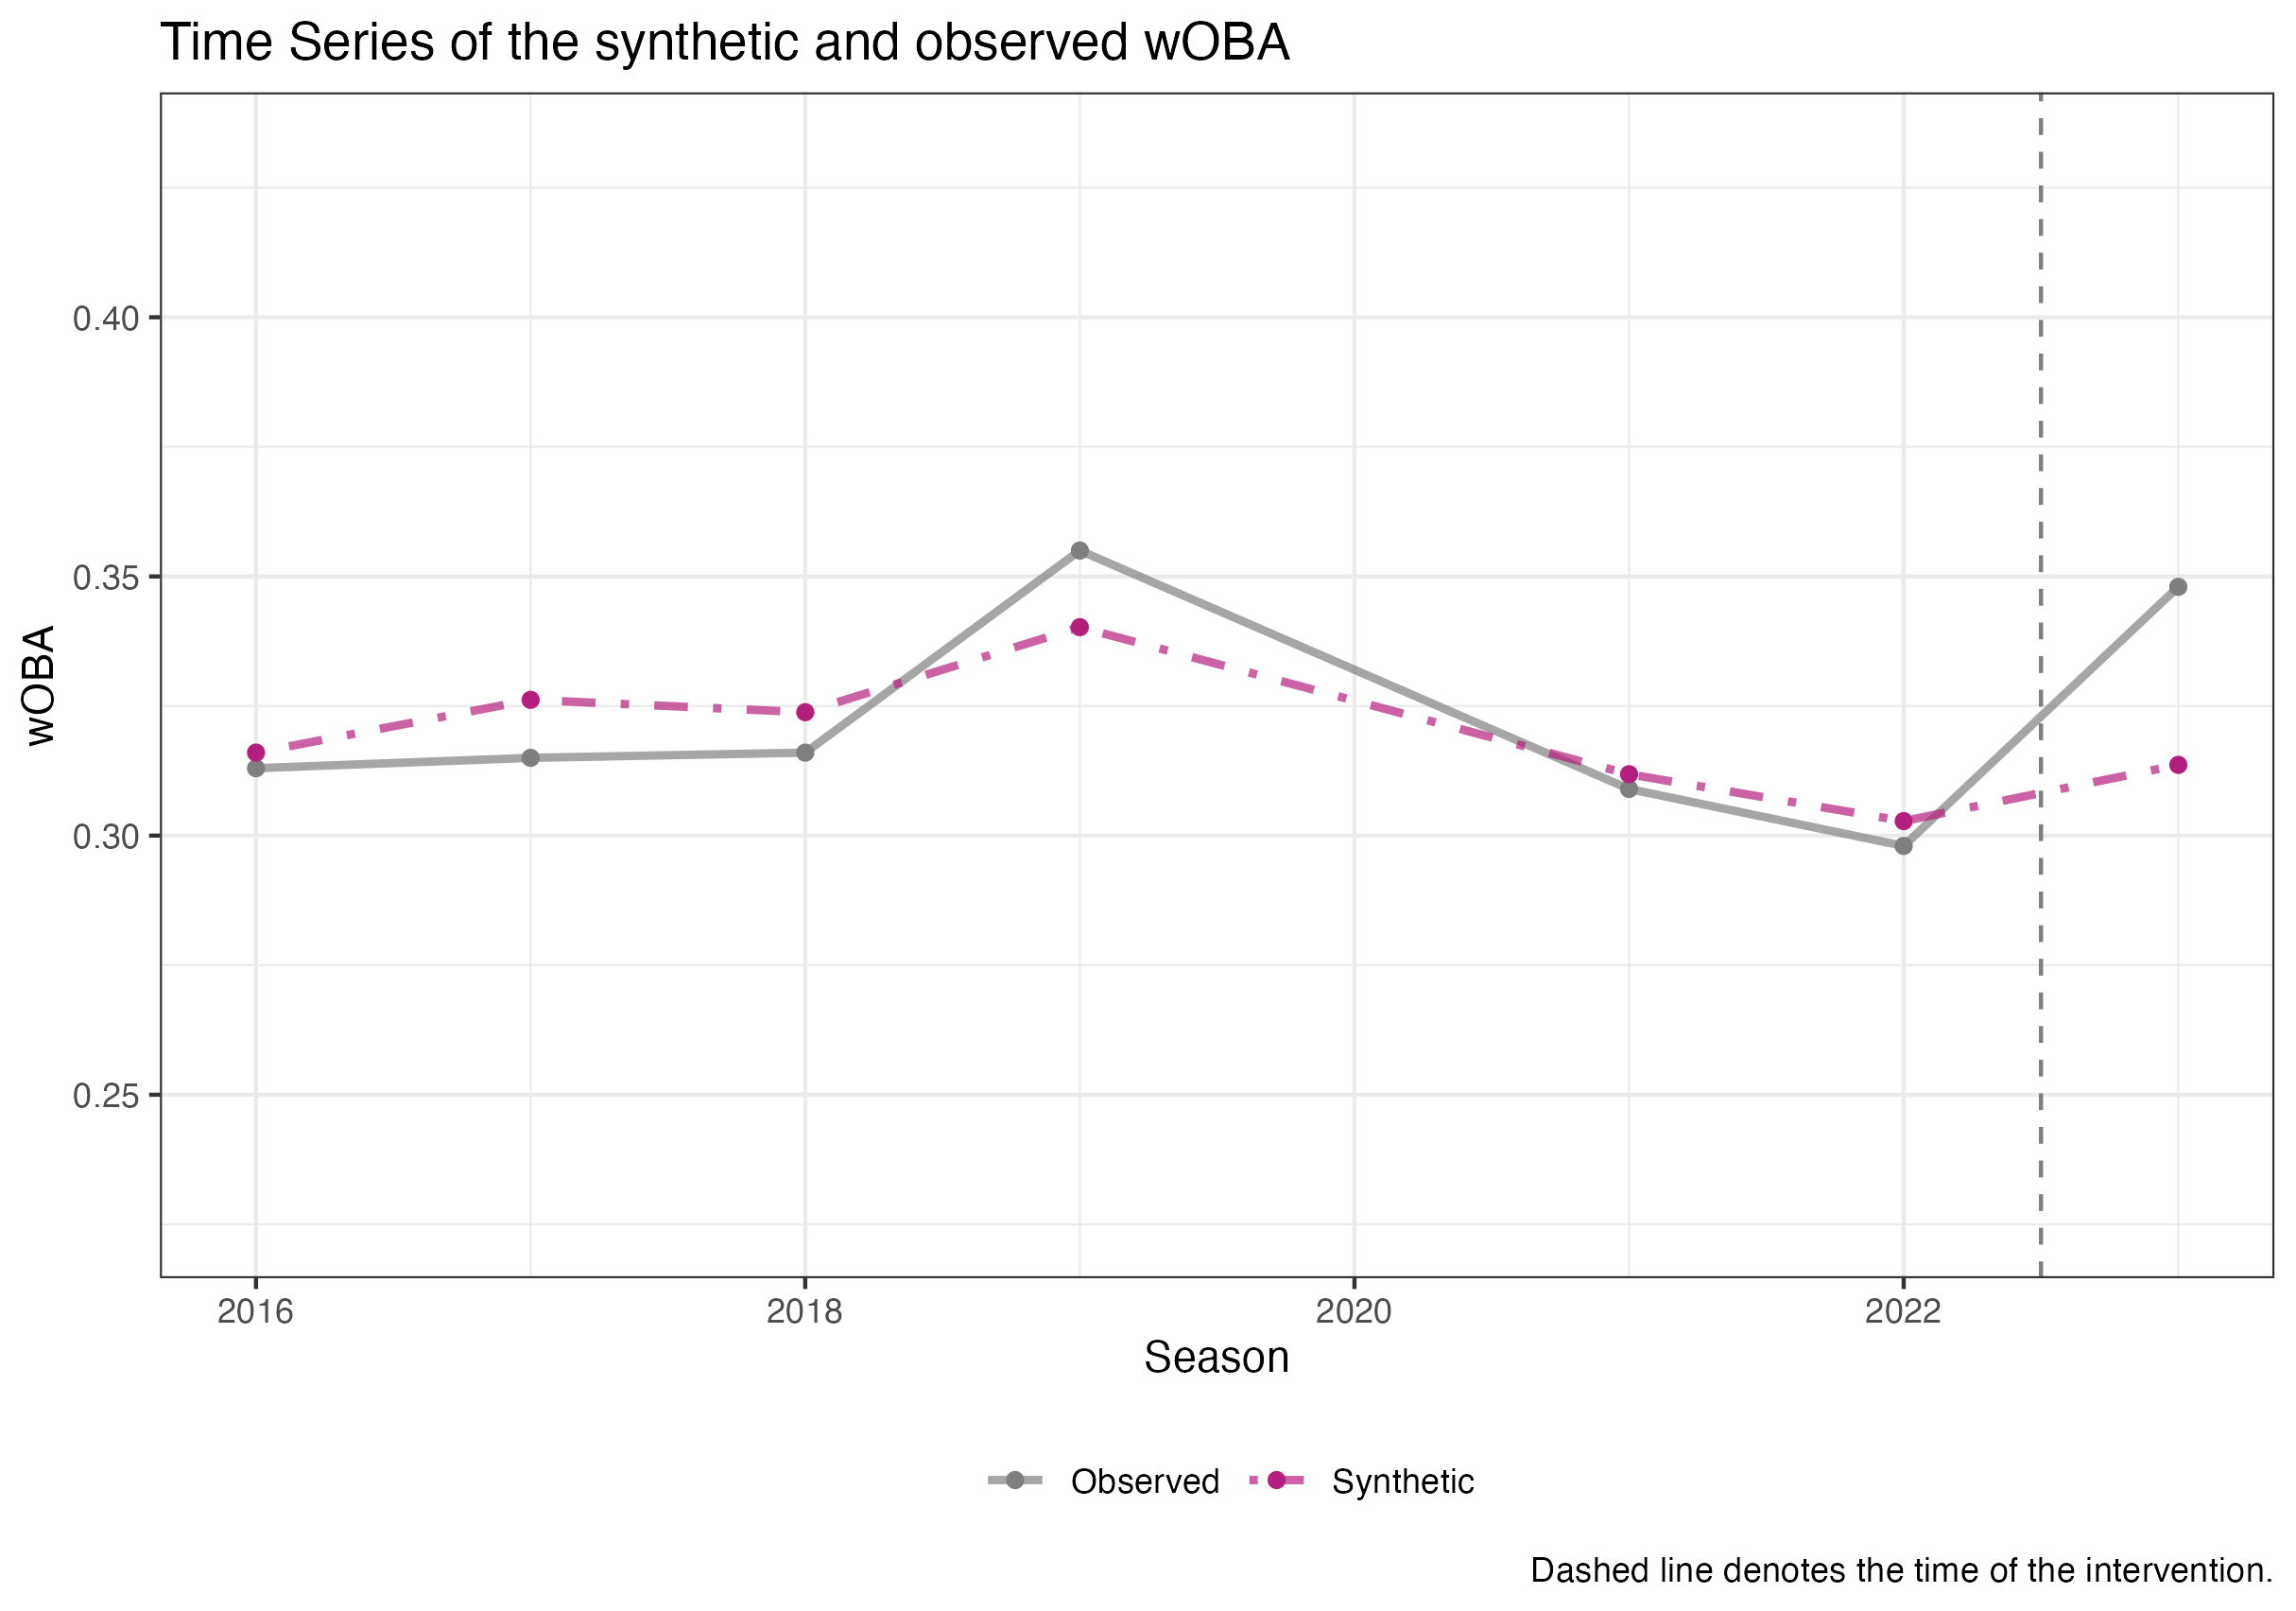 Time Series of the synthetic and observed wOBA
wOBA
0.40
0.35
0.30
0.25
2016 2018 2020 2022
Season
Observed Synthetic
Dashed line denotes the time of the intervention.